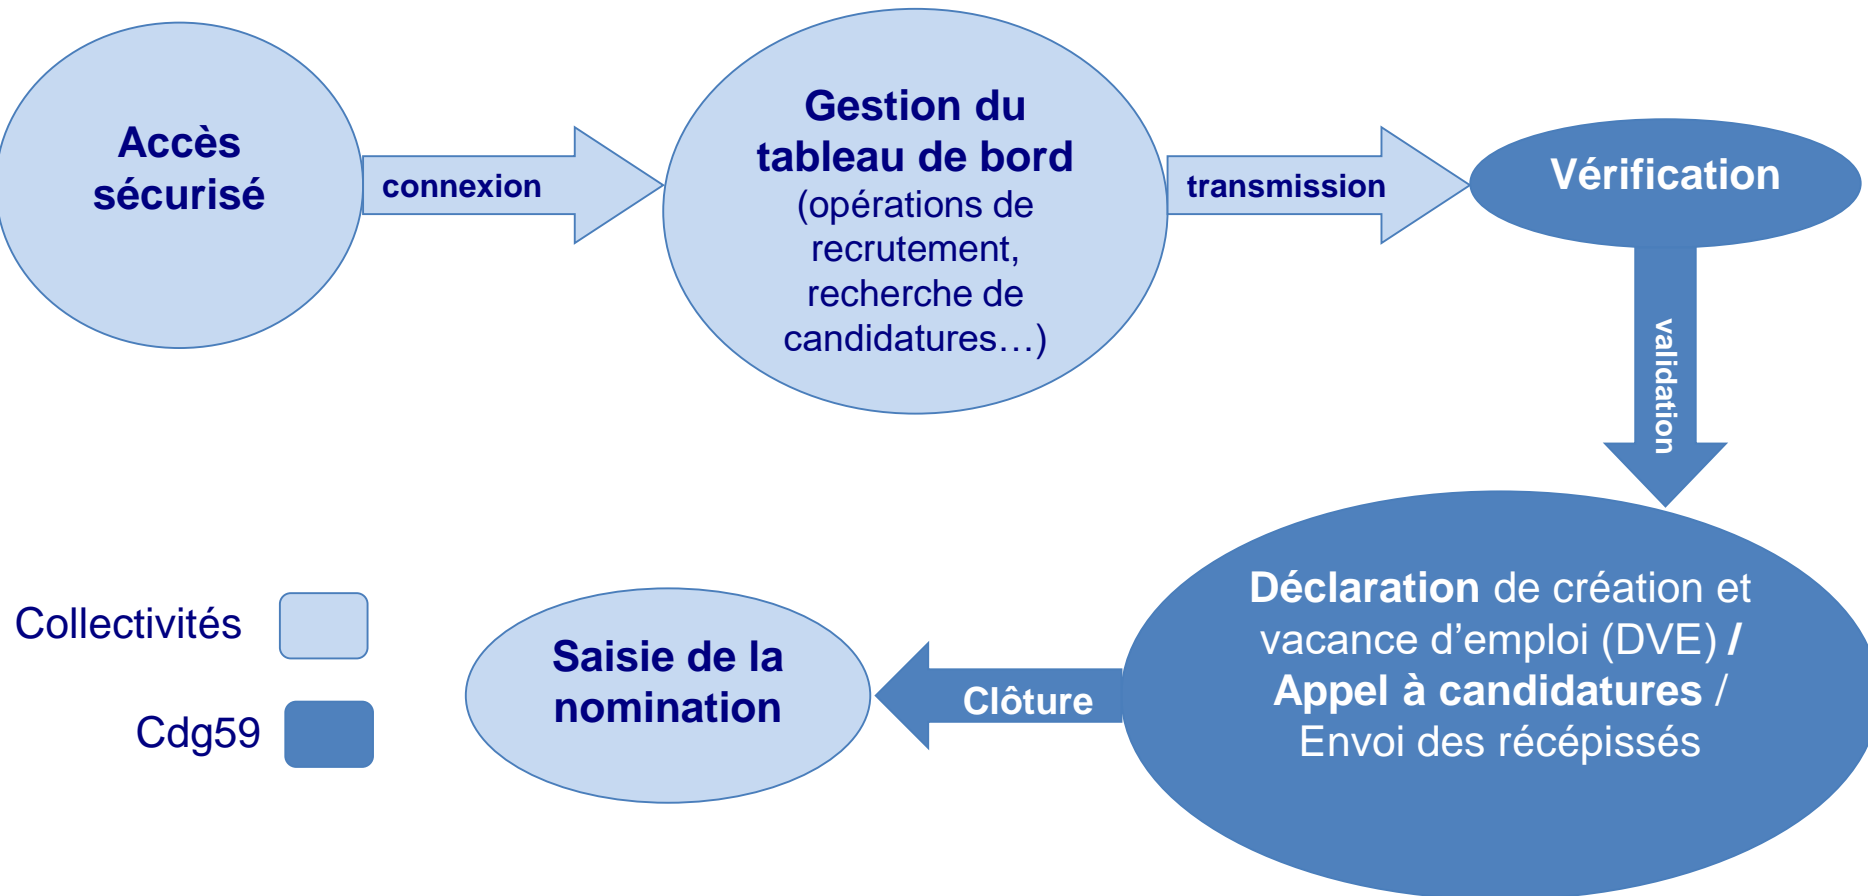 Accès
sécurisé
connexion
Gestion du
tableau de bord
(opérations de
recrutement,
recherche de
candidatures…)
transmission
Vérification
validation
Déclaration de création et
vacance d’emploi (DVE) /
Appel à candidatures /
Envoi des récépissés
Clôture
Saisie de la
nomination
Collectivités
Cdg59